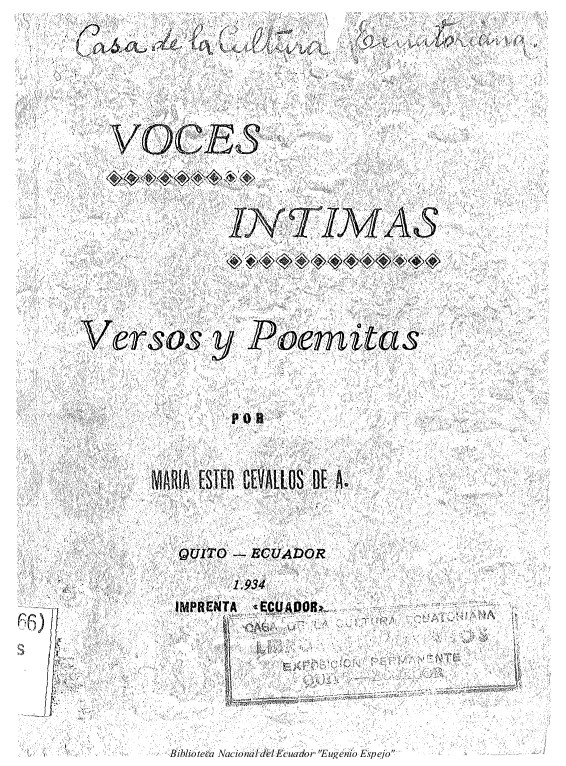 Casa de la Cultura Ecuatoriana.
VOCES
INTIMAS
Versos y Poemitas
POR
MARIA ESTER CEVALLOS DE A.
QUITO — ECUADOR
1.934
IMPRENTA «ECUADOR».
66)
s
CASA DE LA CULTURA ECUATORIANA
EXPOSICION PERMANENTE
QUITO — ECUADOR
Biblioteca Nacional del Ecuador "Eugenio Espejo"